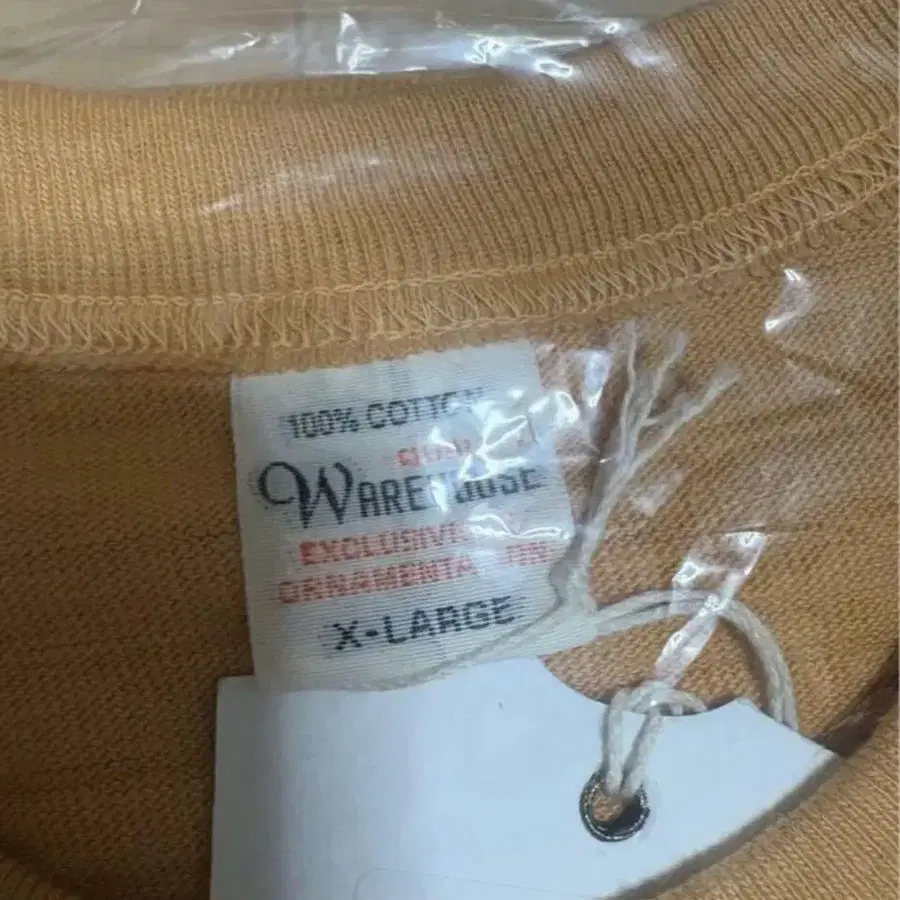 100% COTTON
WAREHOUSE
EXCLUSIVE
X-LARGE